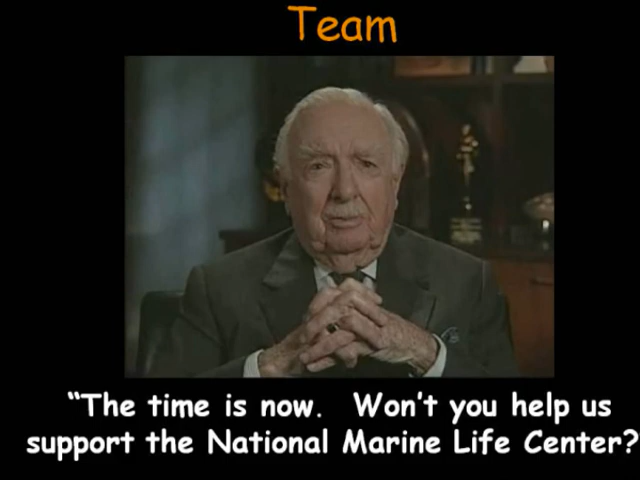 Team
“The time is now. Won't you help us
support the National Marine Life Center?